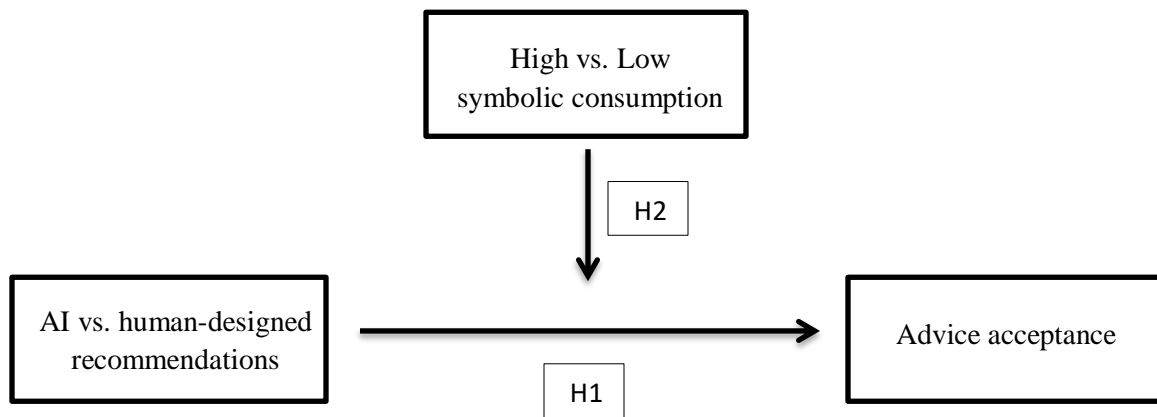 High vs. Low
symbolic consumption
H2
AI vs. human-designed
recommendations
Advice acceptance
H1